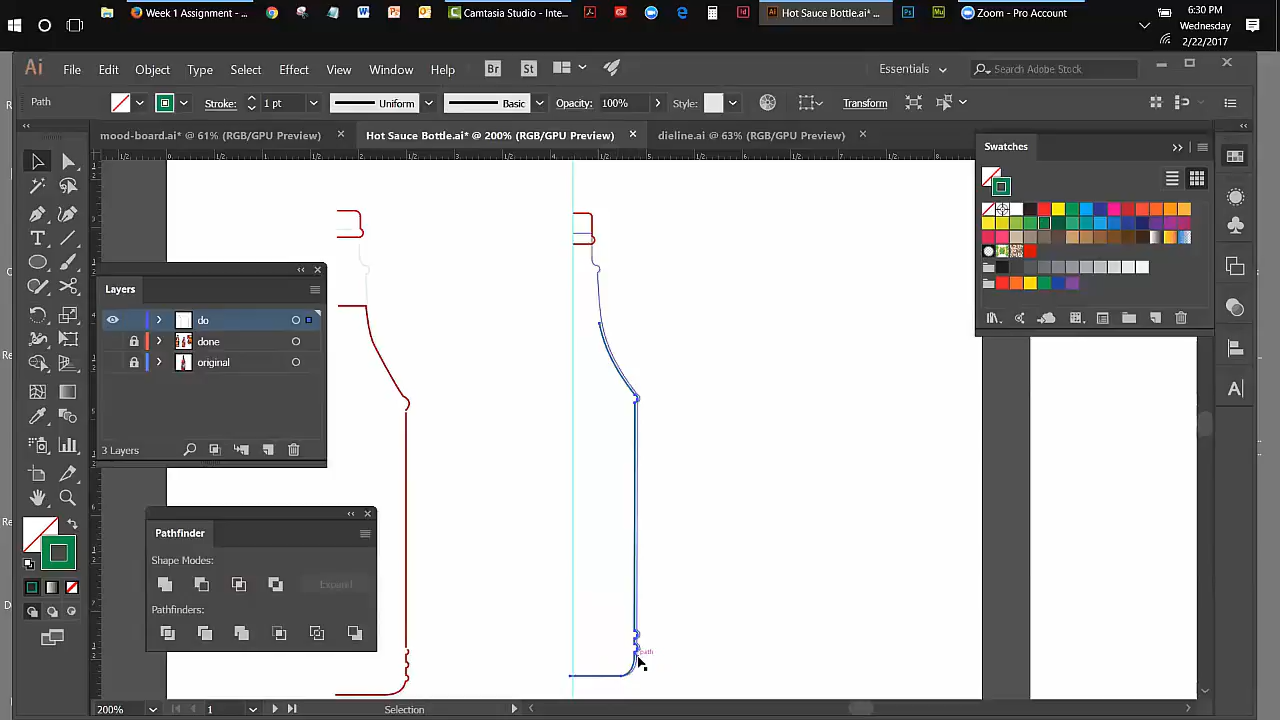 Week 1 Assignment - ...
Camtasia Studio - Inte...
Hot Sauce Bottle.ai* ...
Zoom - Pro Account
6:30 PM
Wednesday
2/22/2017
Ai File Edit Object Type Select Effect View Window Help Br St Essentials Search Adobe Stock
Path Stroke: 1 pt Uniform Basic Opacity: 100% Style: Transform
mood-board.ai* @ 61% (RGB/GPU Preview) Hot Sauce Bottle.ai* @ 200% (RGB/GPU Preview) dieline.ai @ 63% (RGB/GPU Preview)
Swatches
Layers
do
done
original
3 Layers
Pathfinder
Shape Modes:
Expand
Pathfinders:
path
200% 1 Selection